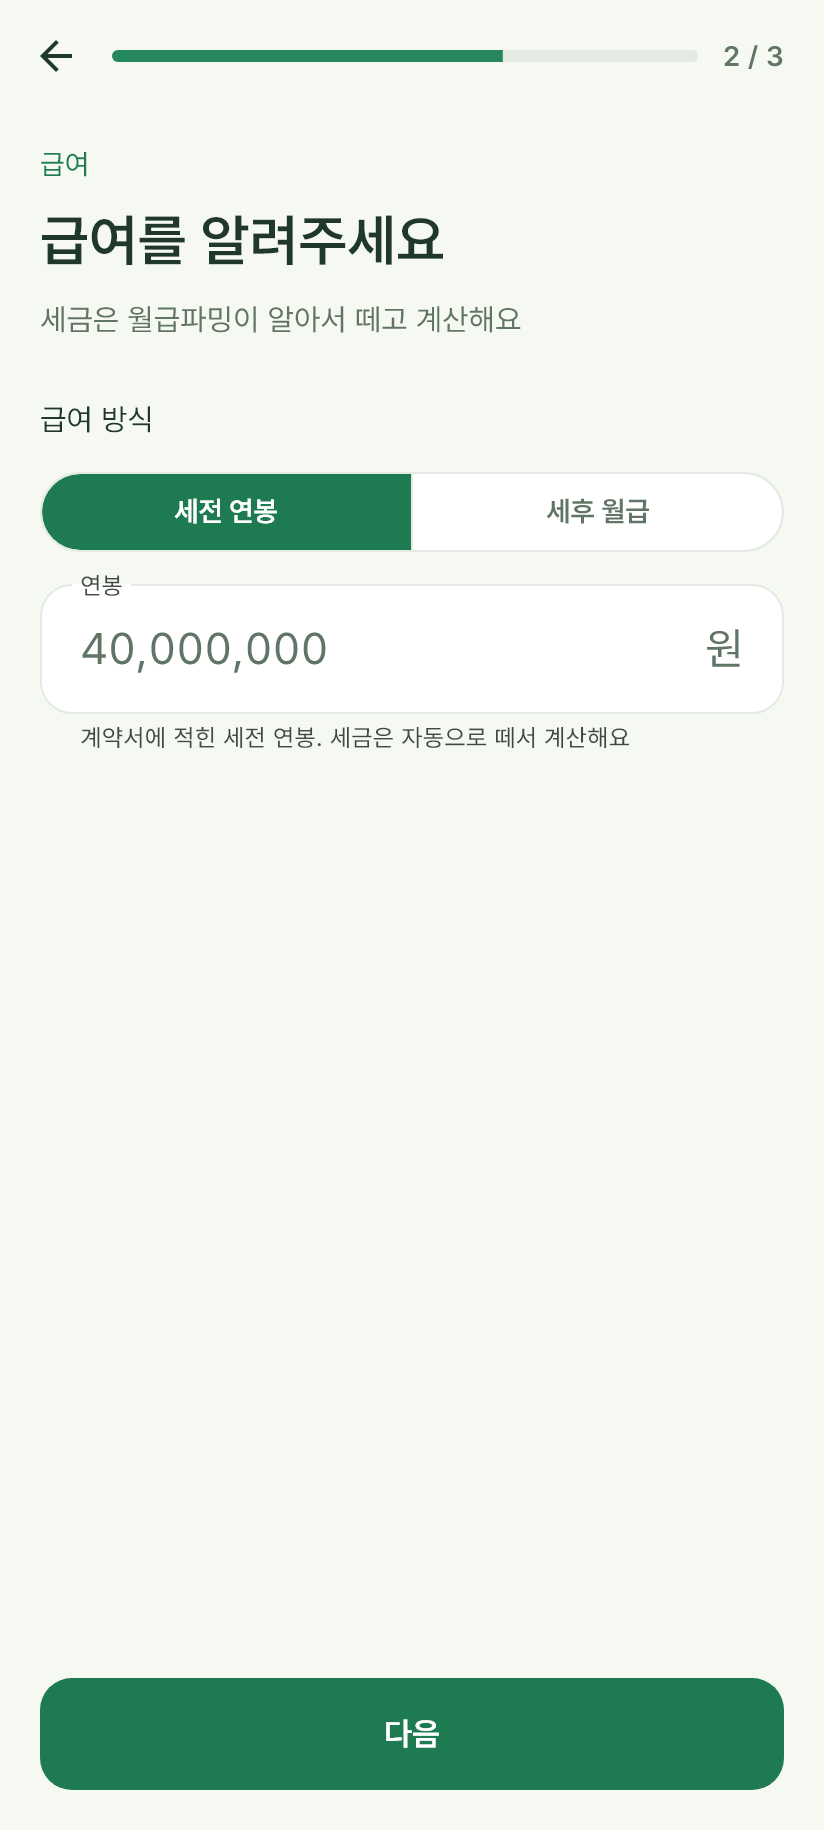 2 / 3
급여
급여를 알려주세요
세금은 월급파밍이 알아서 떼고 계산해요
급여 방식
세전 연봉
세후 월급
연봉
40,000,000 원
계약서에 적힌 세전 연봉. 세금은 자동으로 떼서 계산해요
다음